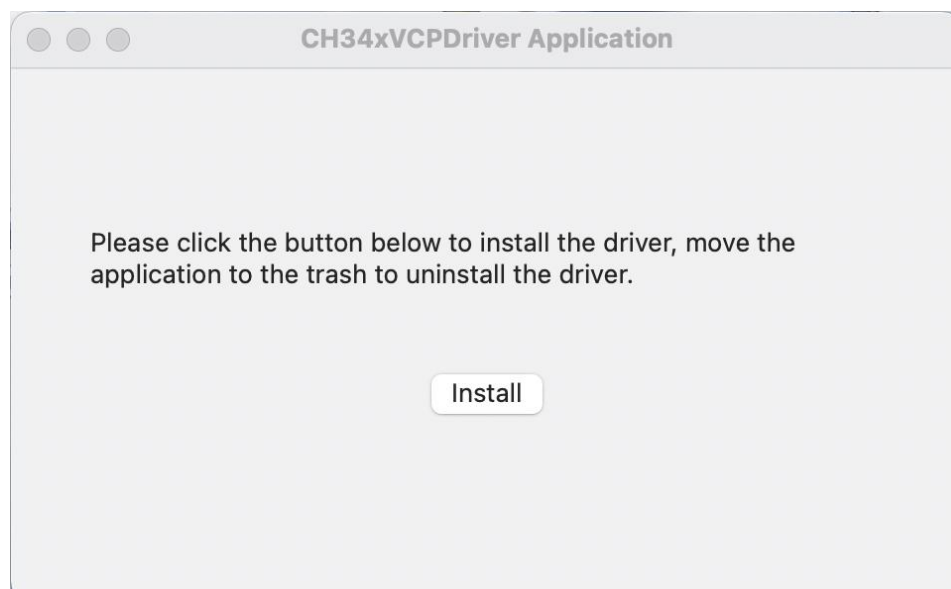 CH34xVCPDriver Application
Please click the button below to install the driver, move the
application to the trash to uninstall the driver.
Install